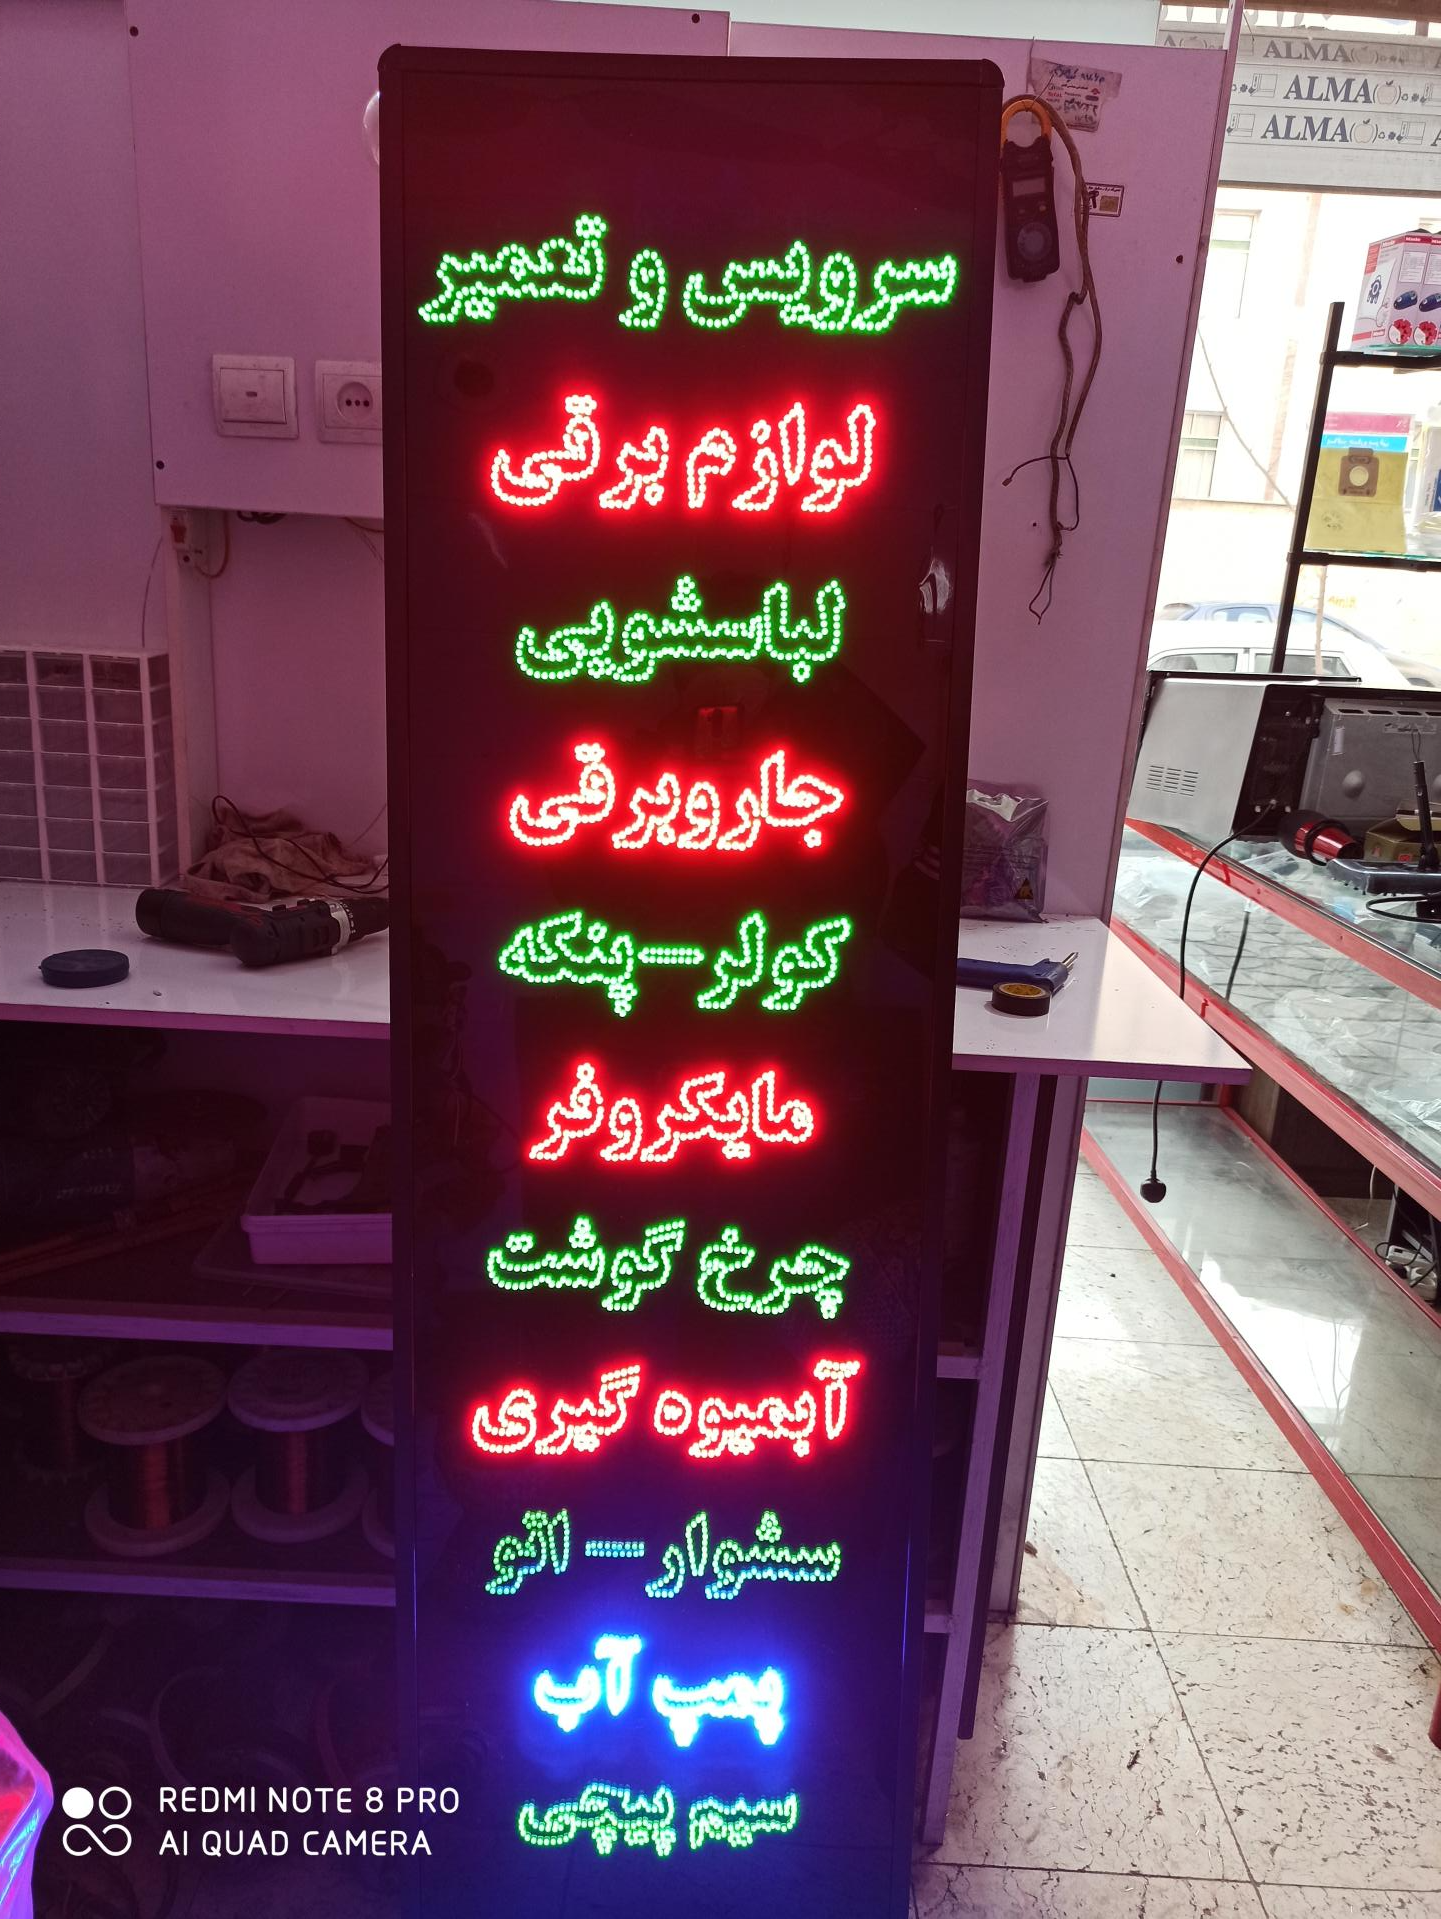 سرویس و تعمیر
لوازم برقی
لباسشویی
جاروبرقی
کولر-پنکه
مایکروفر
چرخ گوشت
آبمیوه گیری
سشوار-اتو
پمپ آب
سیم پیچی
ALMA
ALMA
ALMA
REDMI NOTE 8 PRO
AI QUAD CAMERA